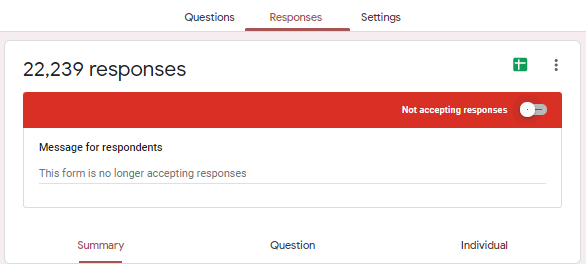 Questions Responses Settings
22,239 responses
Not accepting responses
Message for respondents
This form is no longer accepting responses
Summary Question Individual